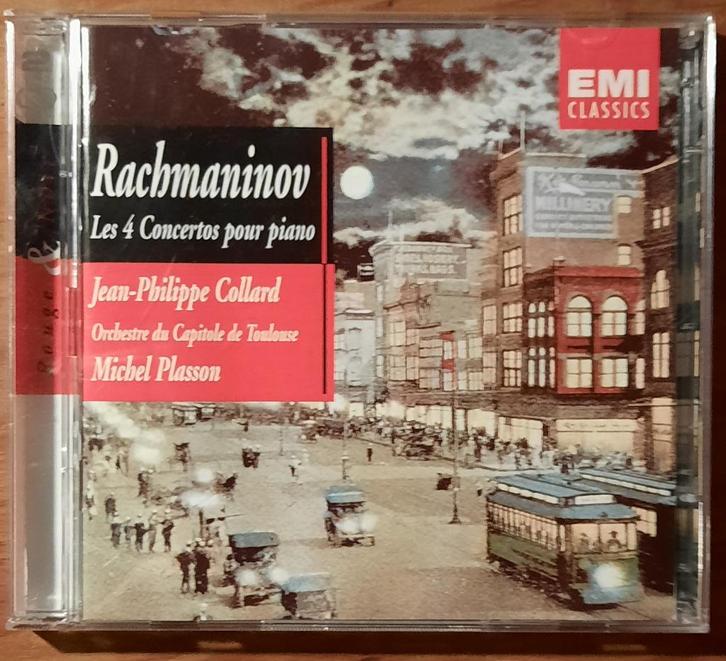 EMI
CLASSICS
Rachmaninov
Les 4 Concertos pour piano
Jean-Philippe Collard
Orchestre du Capitole de Toulouse
Michel Plasson
Rouge &
MILLINERY